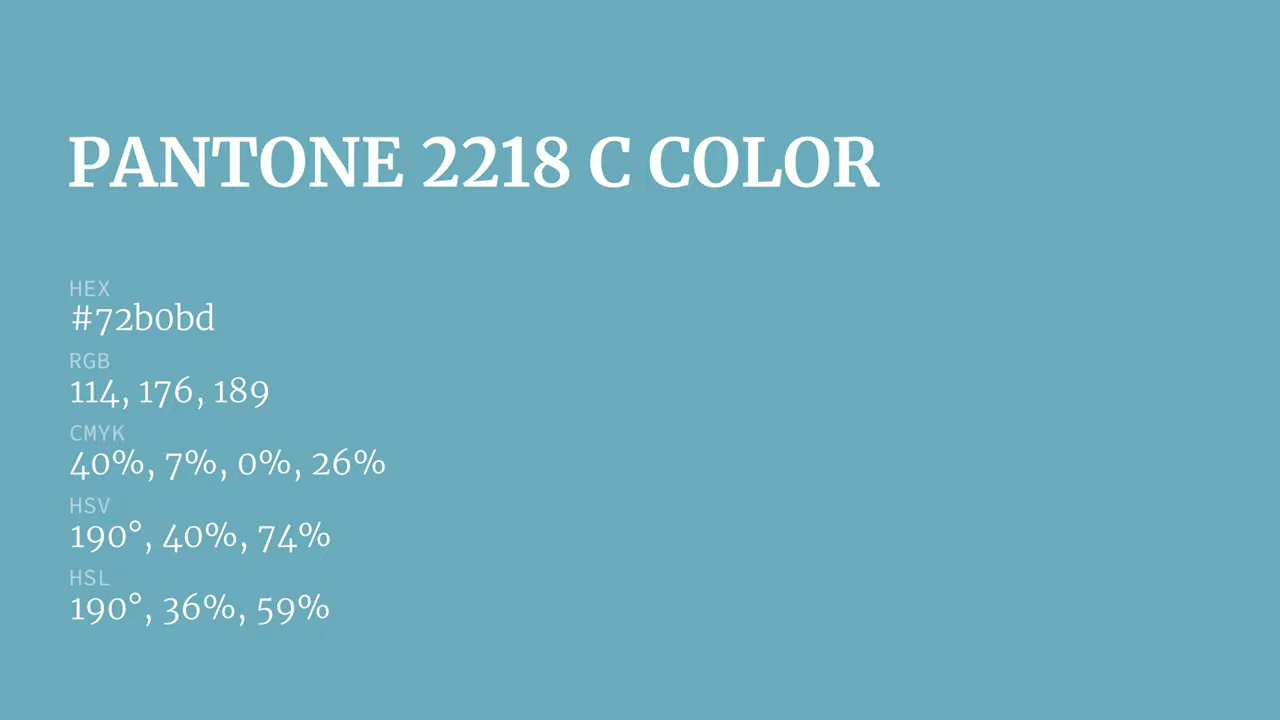 PANTONE 2218 C COLOR
HEX
#72b0bd
RGB
114, 176, 189
CMYK
40%, 7%, 0%, 26%
HSV
190°, 40%, 74%
HSL
190°, 36%, 59%